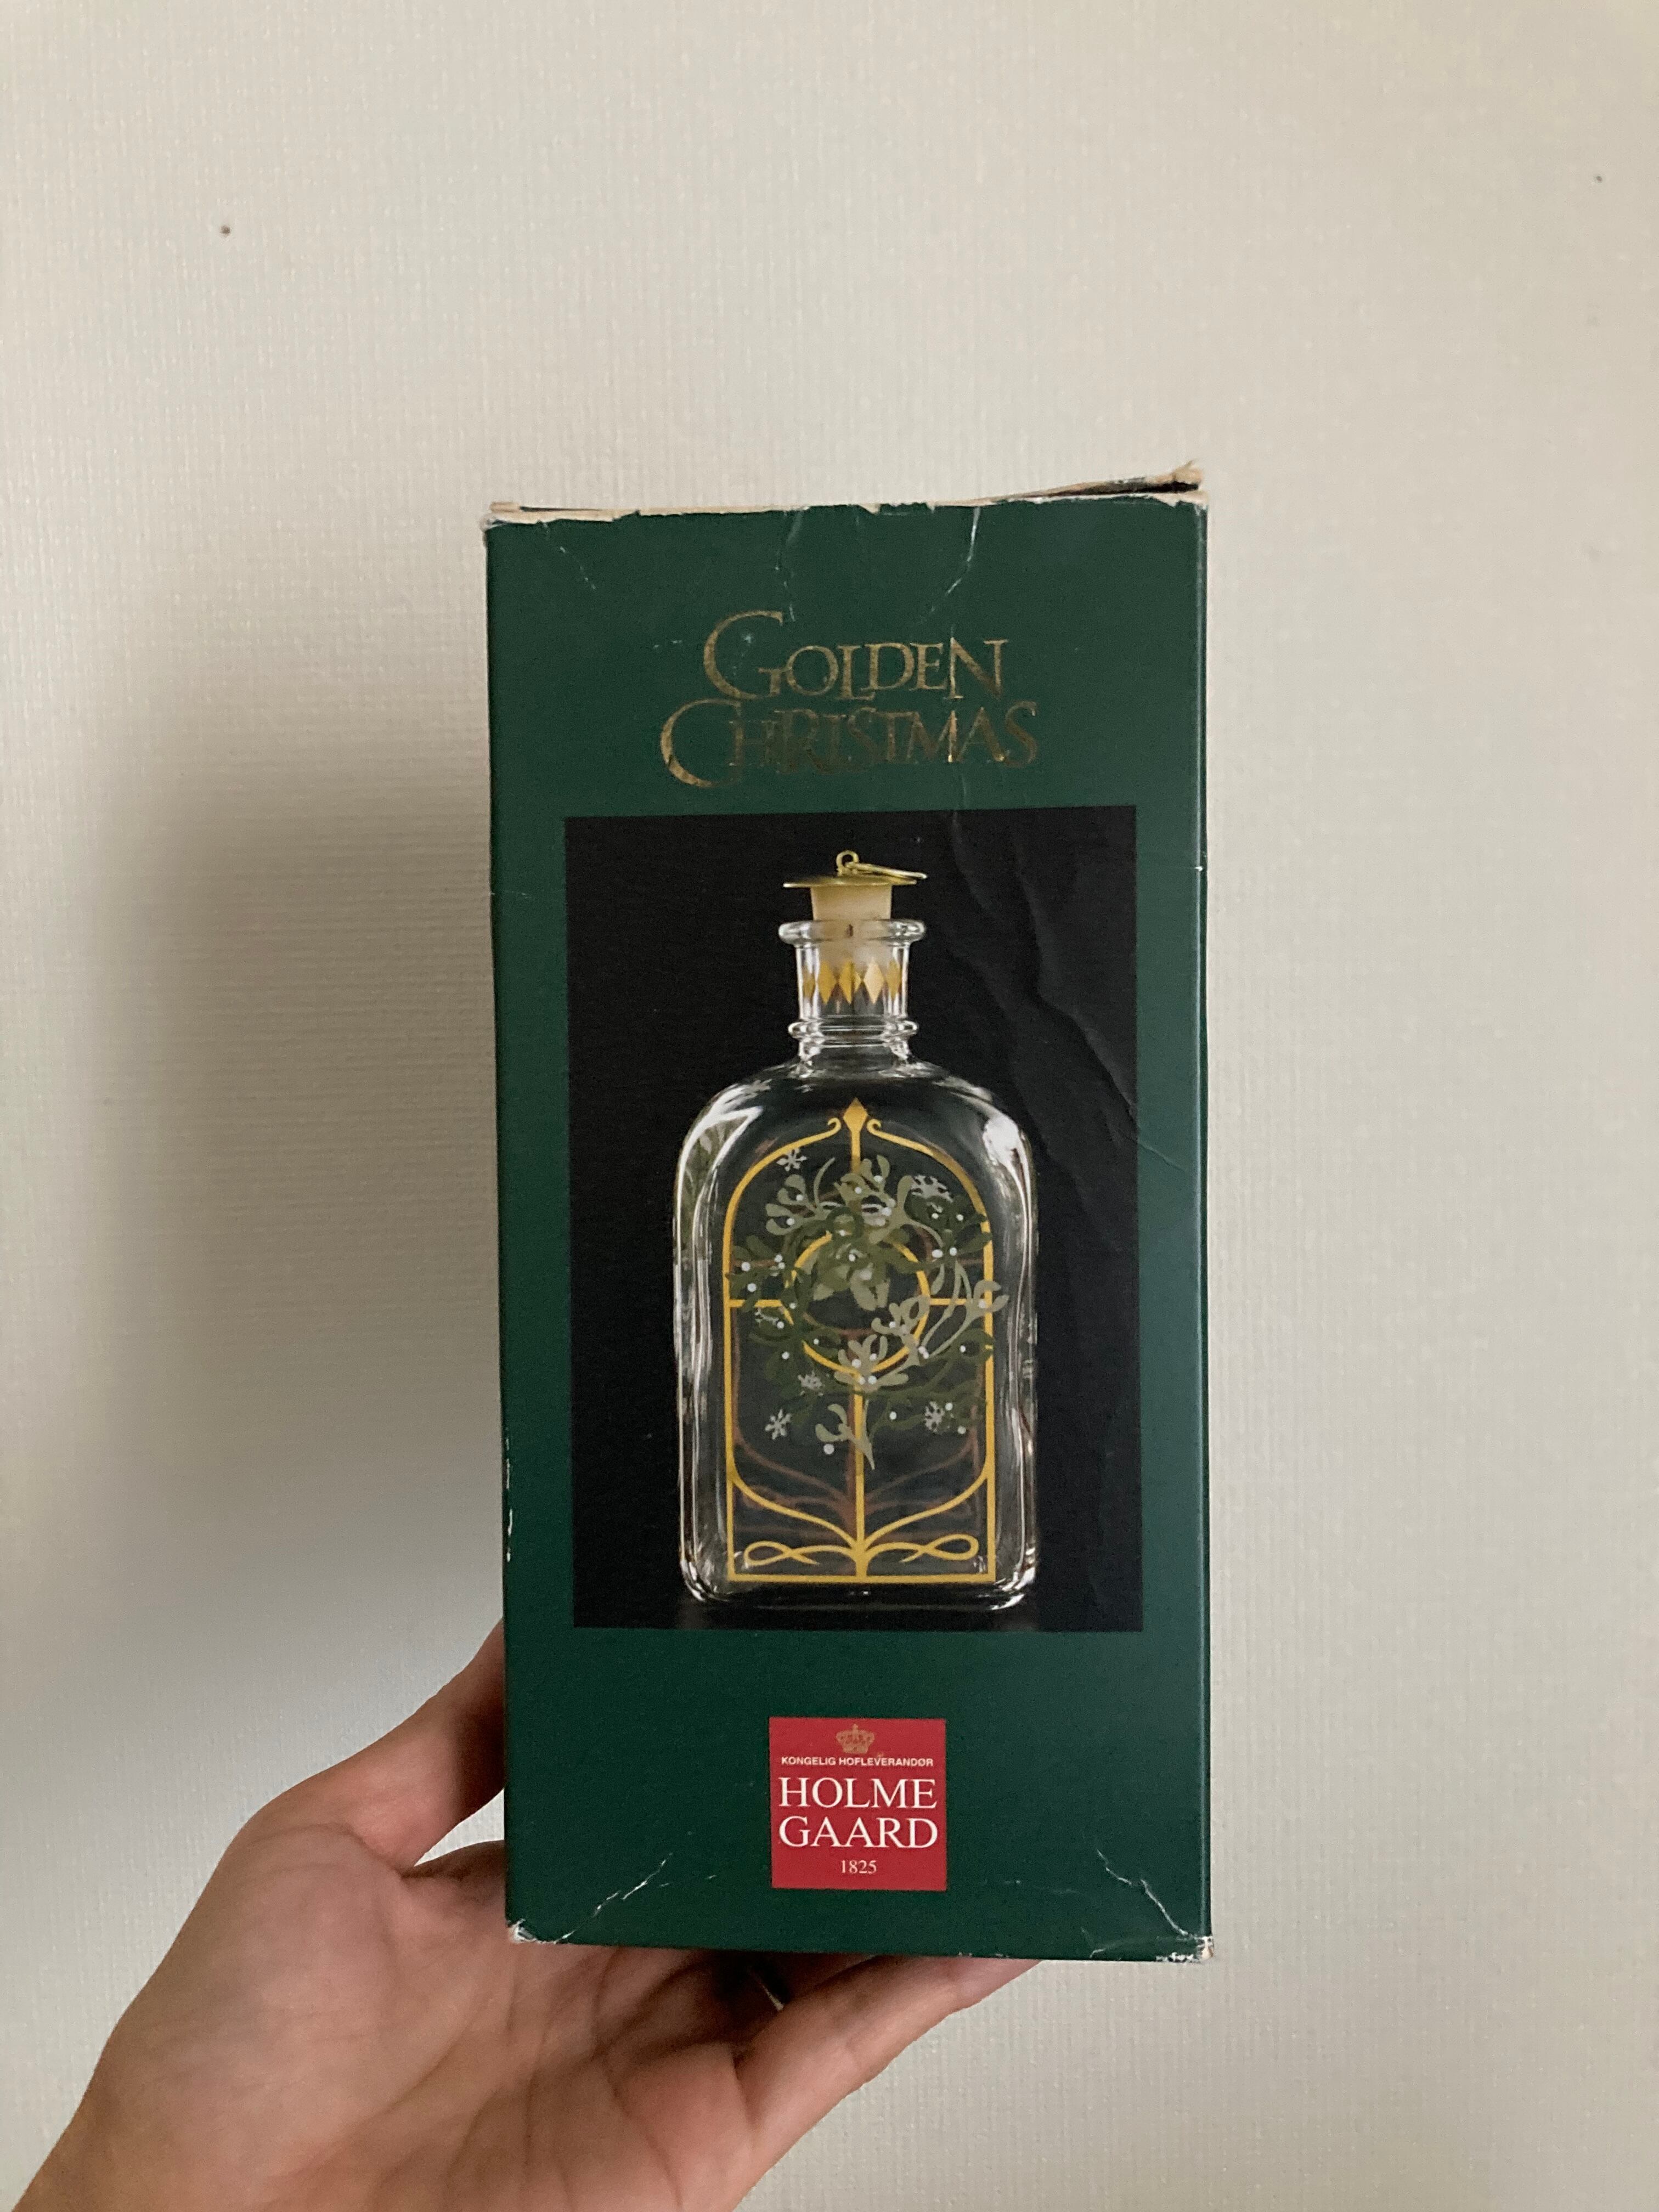 GOLDEN
CHRISTMAS
KONGELIG HOFLEVERANDØR
HOLME
GAARD
1825